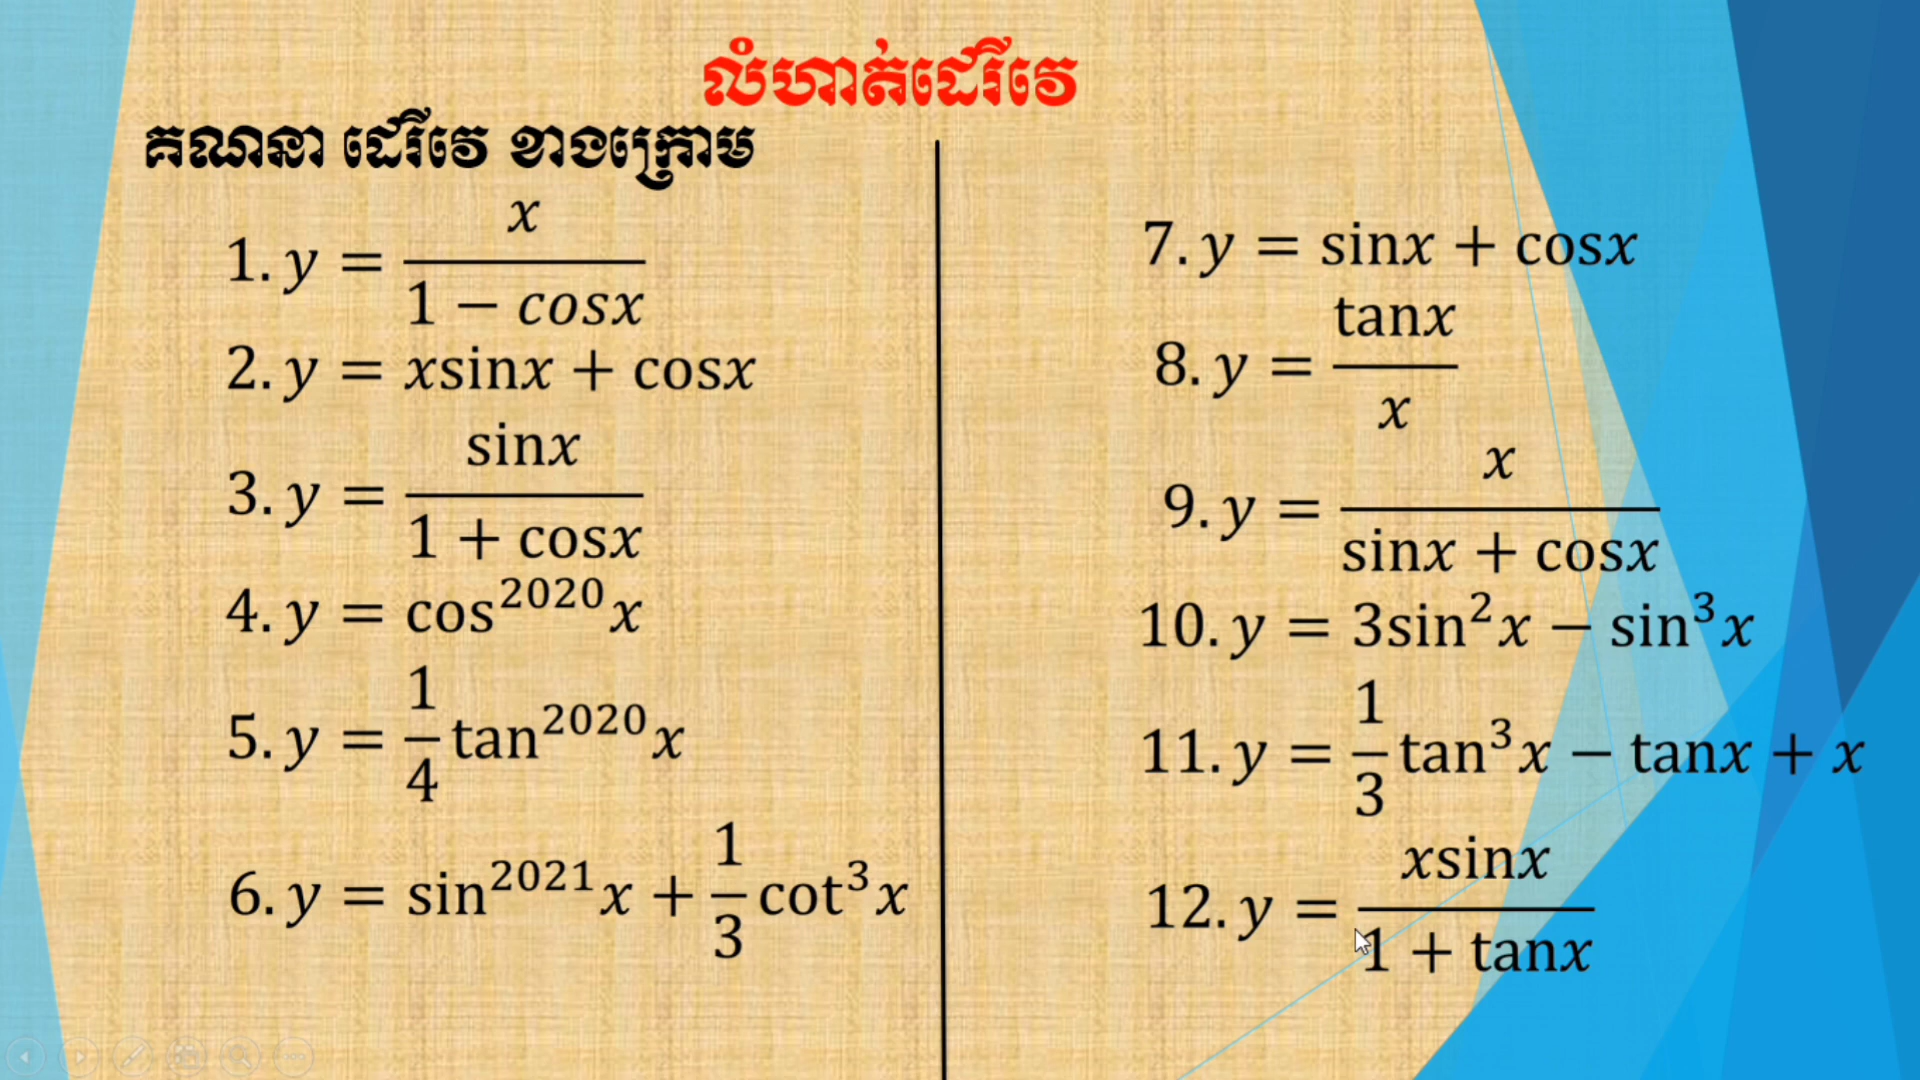 លំហាត់ដេរីវេ
គណនា ដេរីវេ ខាងក្រោម
1. y = x / (1 − cosx)
2. y = xsinx + cosx
3. y = sinx / (1 + cosx)
4. y = cos²⁰²⁰x
5. y = 1/4 tan²⁰²⁰x
6. y = sin²⁰²¹x + 1/3 cot³x
7. y = sinx + cosx
8. y = tanx / x
9. y = x / (sinx + cosx)
10. y = 3sin²x − sin³x
11. y = 1/3 tan³x − tanx + x
12. y = xsinx / (1 + tanx)